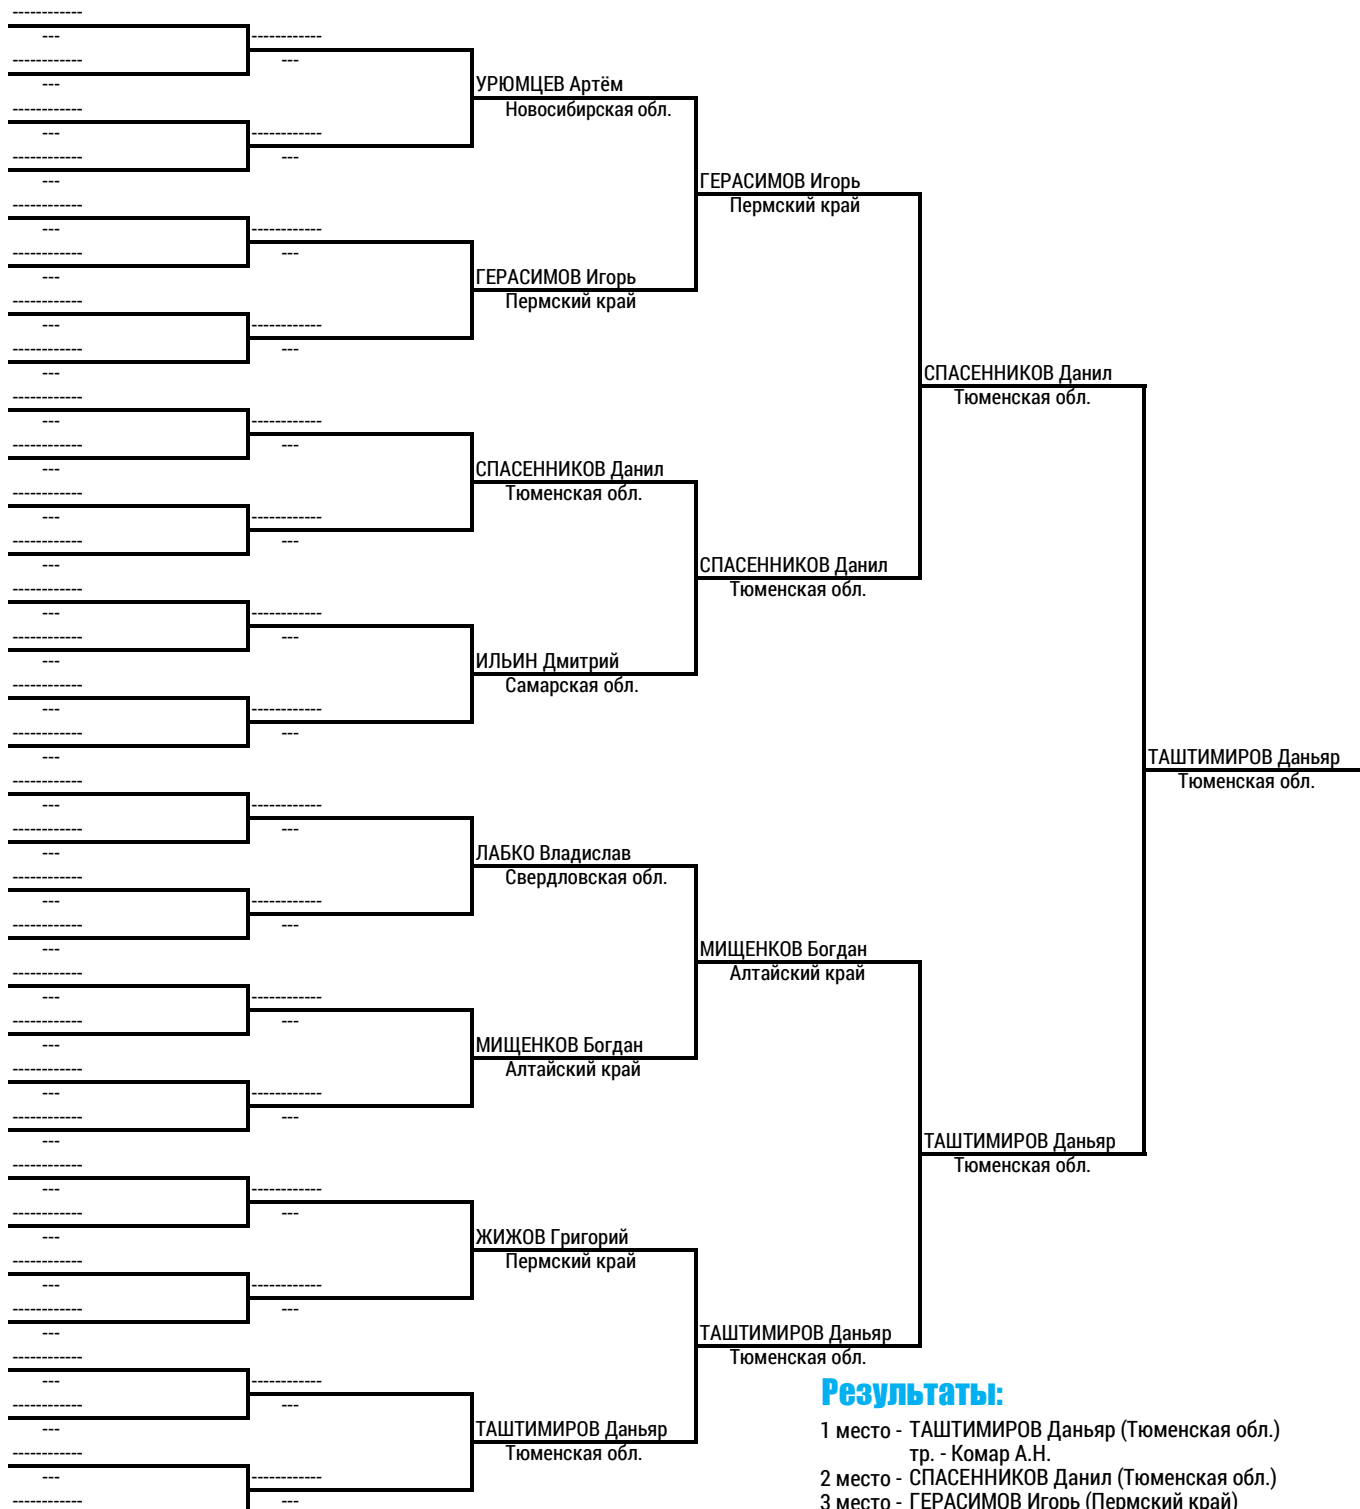 УРЮМЦЕВ Артём
Новосибирская обл.
ГЕРАСИМОВ Игорь
Пермский край
ГЕРАСИМОВ Игорь
Пермский край
СПАСЕННИКОВ Данил
Тюменская обл.
СПАСЕННИКОВ Данил
Тюменская обл.
СПАСЕННИКОВ Данил
Тюменская обл.
ИЛЬИН Дмитрий
Самарская обл.
ТАШТИМИРОВ Даньяр
Тюменская обл.
ЛАБКО Владислав
Свердловская обл.
МИЩЕНКОВ Богдан
Алтайский край
МИЩЕНКОВ Богдан
Алтайский край
ТАШТИМИРОВ Даньяр
Тюменская обл.
ЖИЖОВ Григорий
Пермский край
ТАШТИМИРОВ Даньяр
Тюменская обл.
ТАШТИМИРОВ Даньяр
Тюменская обл.
Результаты:
1 место - ТАШТИМИРОВ Даньяр (Тюменская обл.)
тр. - Комар А.Н.
2 место - СПАСЕННИКОВ Данил (Тюменская обл.)
3 место - ГЕРАСИМОВ Игорь (Пермский край)